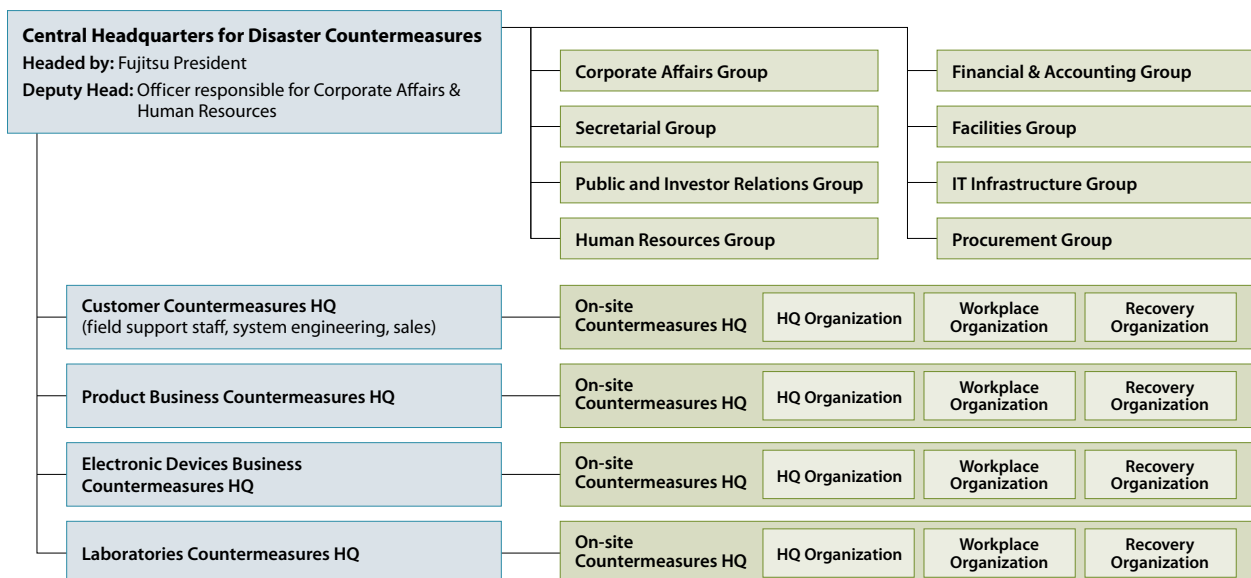 Central Headquarters for Disaster Countermeasures
Headed by: Fujitsu President
Deputy Head: Officer responsible for Corporate Affairs &
Human Resources
Corporate Affairs Group
Secretarial Group
Public and Investor Relations Group
Human Resources Group
Financial & Accounting Group
Facilities Group
IT Infrastructure Group
Procurement Group
Customer Countermeasures HQ
(field support staff, system engineering, sales)
On-site
Countermeasures HQ
HQ Organization
Workplace
Organization
Recovery
Organization
Product Business Countermeasures HQ
On-site
Countermeasures HQ
HQ Organization
Workplace
Organization
Recovery
Organization
Electronic Devices Business
Countermeasures HQ
On-site
Countermeasures HQ
HQ Organization
Workplace
Organization
Recovery
Organization
Laboratories Countermeasures HQ
On-site
Countermeasures HQ
HQ Organization
Workplace
Organization
Recovery
Organization